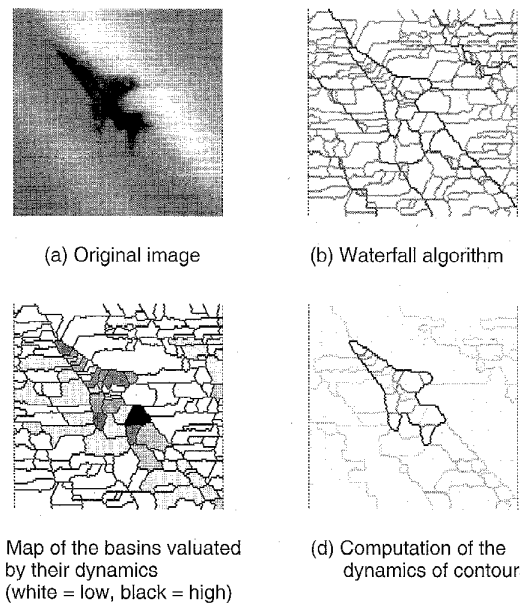 (a) Original image
(b) Waterfall algorithm
Map of the basins valuated
by their dynamics
(white = low, black = high)
(d) Computation of the
dynamics of contour